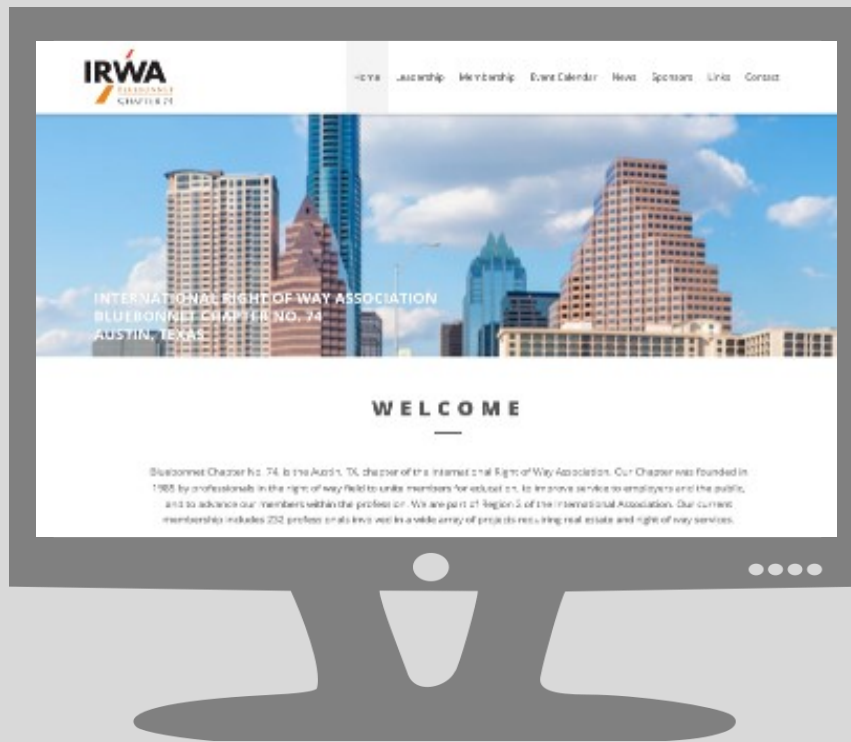 IRWA
BLUEBONNET
CHAPTER 74
Home Leadership Membership Event Calendar News Sponsors Links Contact
INTERNATIONAL RIGHT OF WAY ASSOCIATION
BLUEBONNET CHAPTER NO. 74
AUSTIN, TEXAS
WELCOME
Bluebonnet Chapter No. 74, is the Austin, TX, chapter of the International Right of Way Association. Our Chapter was founded in
1985 by professionals in the right of way field to unite members for education, to improve service to employers and the public,
and to advance our members within the profession. We are part of Region 2 of the International Association. Our current
membership includes 232 professionals involved in a wide array of projects requiring real estate and right of way services.